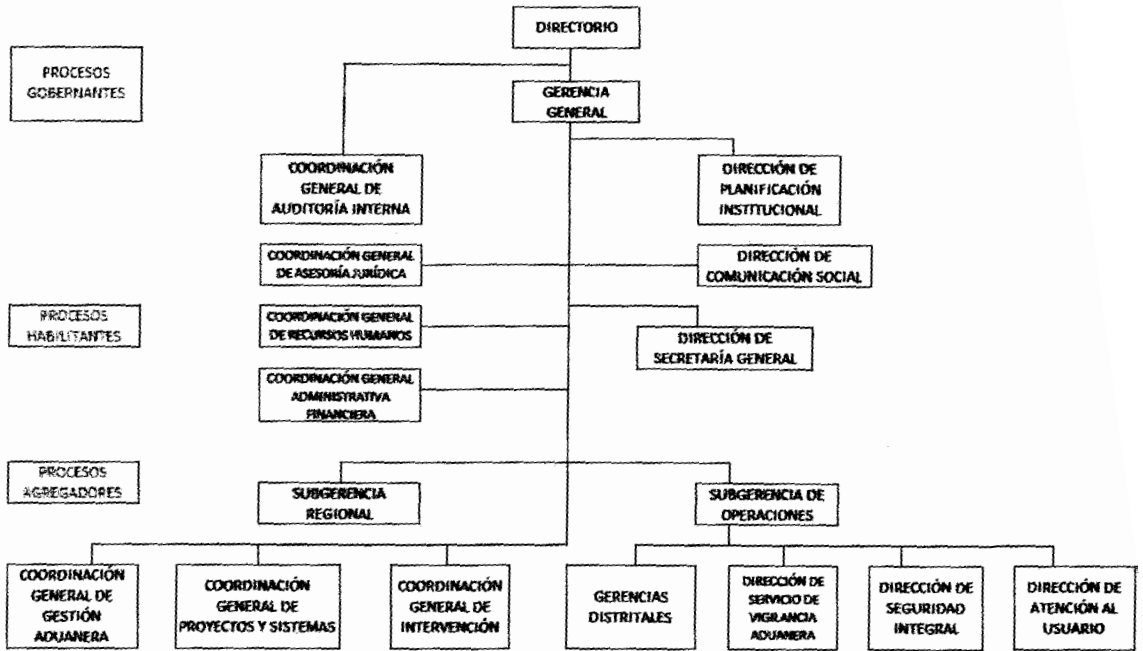 DIRECTORIO
PROCESOS
GOBERNANTES
GERENCIA
GENERAL
COORDINACIÓN
GENERAL DE
AUDITORÍA INTERNA
DIRECCIÓN DE
PLANIFICACIÓN
INSTITUCIONAL
COORDINACIÓN GENERAL
DE ASESORÍA JURÍDICA
DIRECCIÓN DE
COMUNICACIÓN SOCIAL
PROCESOS
HABILITANTES
COORDINACIÓN GENERAL
DE RECURSOS HUMANOS
DIRECCIÓN DE
SECRETARÍA GENERAL
COORDINACIÓN GENERAL
ADMINISTRATIVA
FINANCIERA
PROCESOS
AGREGADORES
SUBGERENCIA
REGIONAL
SUBGERENCIA DE
OPERACIONES
COORDINACIÓN
GENERAL DE
GESTIÓN
ADUANERA
COORDINACIÓN
GENERAL DE
PROYECTOS Y SISTEMAS
COORDINACIÓN
GENERAL DE
INTERVENCIÓN
GERENCIAS
DISTRITALES
DIRECCIÓN DE
SERVICIO DE
VIGILANCIA
ADUANERA
DIRECCIÓN DE
SEGURIDAD
INTEGRAL
DIRECCIÓN DE
ATENCIÓN AL
USUARIO